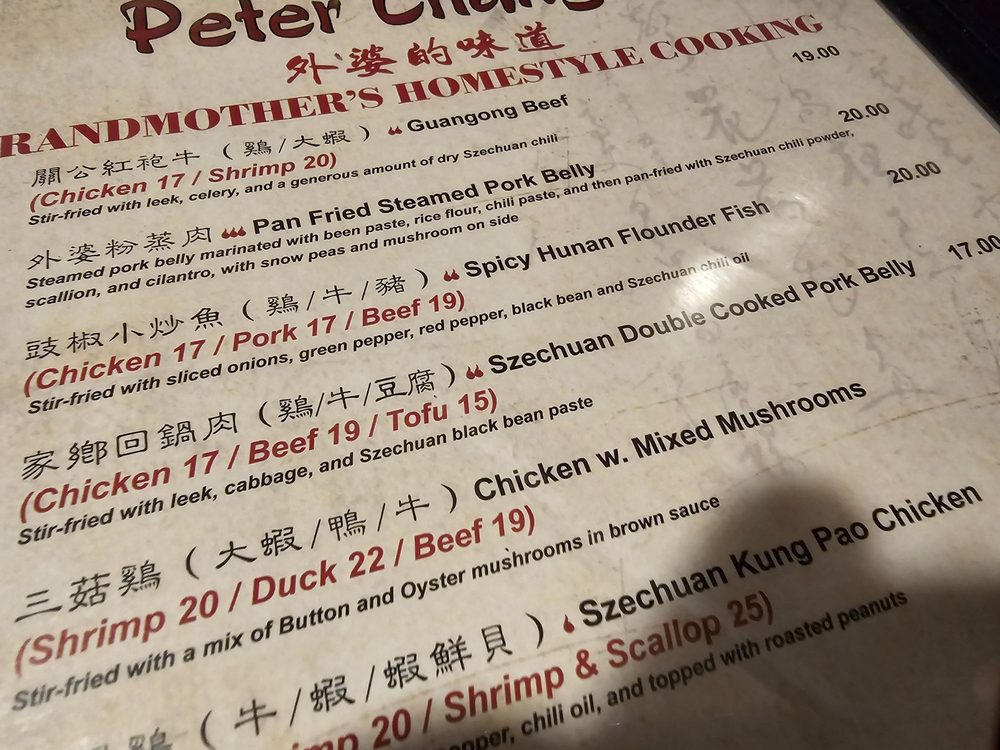 Peter Chang
外婆的味道
RANDMOTHER'S HOMESTYLE COOKING
關公紅袍牛 (鷄/大蝦) Guangong Beef 19.00
(Chicken 17 / Shrimp 20)
Stir-fried with leek, celery, and a generous amount of dry Szechuan chili
外婆粉蒸肉 Pan Fried Steamed Pork Belly 20.00
Steamed pork belly marinated with been paste, rice flour, chili paste, and then pan-fried with Szechuan chili powder,
scallion, and cilantro, with snow peas and mushroom on side
豉椒小炒魚 (鷄/牛/豬) Spicy Hunan Flounder Fish 20.00
(Chicken 17 / Pork 17 / Beef 19)
Stir-fried with sliced onions, green pepper, red pepper, black bean and Szechuan chili oil
家鄉回鍋肉 (鷄/牛/豆腐) Szechuan Double Cooked Pork Belly 17.00
(Chicken 17 / Beef 19 / Tofu 15)
Stir-fried with leek, cabbage, and Szechuan black bean paste
三菇鷄 (大蝦/鴨/牛) Chicken w. Mixed Mushrooms
(Shrimp 20 / Duck 22 / Beef 19)
Stir-fried with a mix of Button and Oyster mushrooms in brown sauce
鷄 (牛/蝦/蝦鮮貝) Szechuan Kung Pao Chicken
20 / Shrimp & Scallop 25)
pepper, chili oil, and topped with roasted peanuts